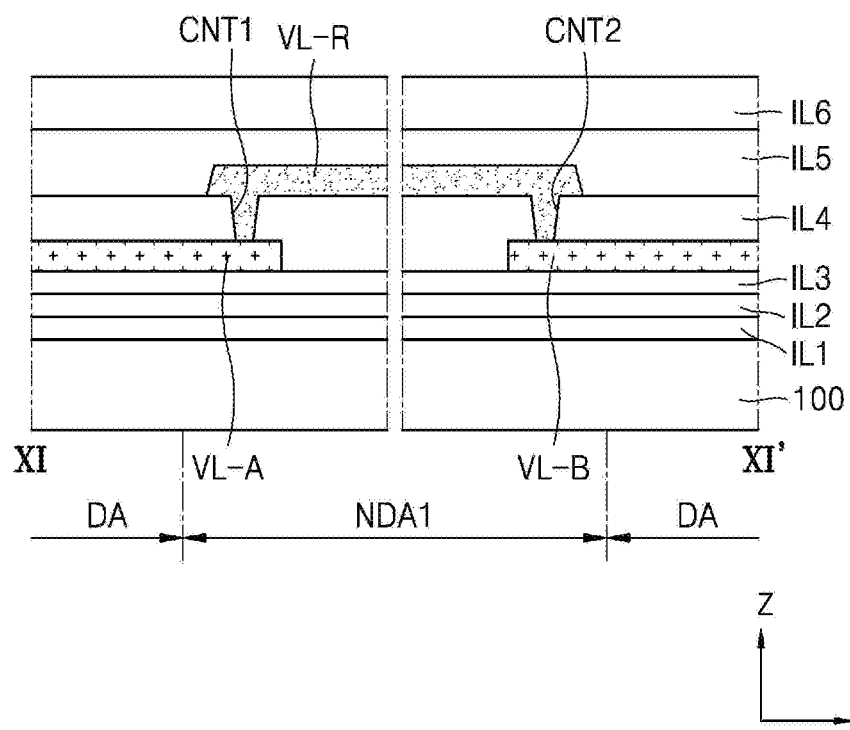 CNT1
VL-R
CNT2
IL6
IL5
IL4
IL3
IL2
IL1
100
XI
XI'
VL-A
VL-B
DA
NDA1
DA
Z